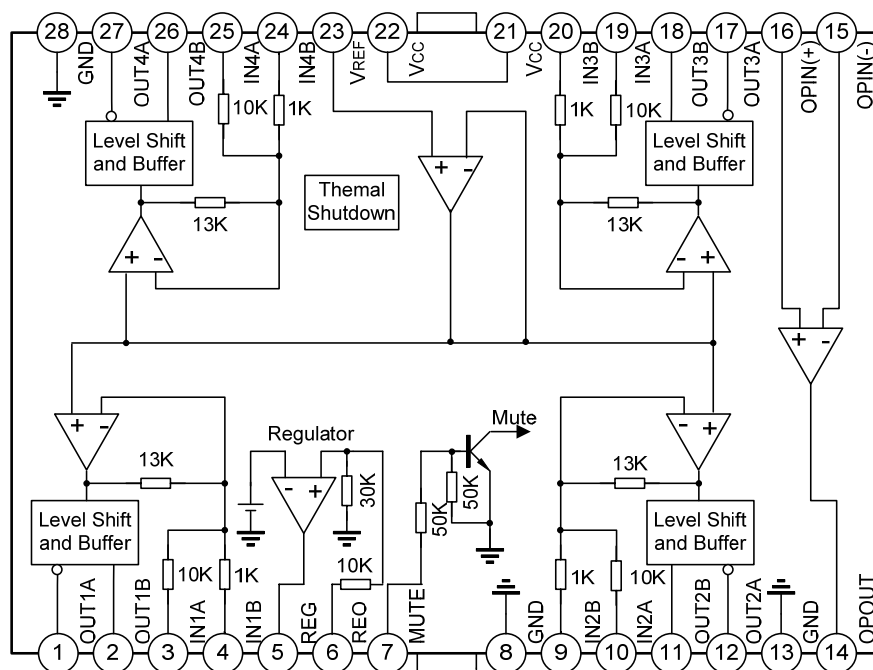 28 27 26 25 24 23 22 21 20 19 18 17 16 15
GND OUT4A OUT4B IN4A IN4B VREF VCC VCC IN3B IN3A OUT3B OUT3A OPIN(+) OPIN(-)
10K 1K 1K 10K
Level Shift
and Buffer
Level Shift
and Buffer
+ -
Themal
Shutdown
13K 13K
+ - - +
+ -
+ - - +
Mute
Regulator
13K 13K
- + 30K 50K 50K
Level Shift
and Buffer
Level Shift
and Buffer
10K 1K 10K 1K 10K
OUT1A OUT1B IN1A IN1B REG REO MUTE GND IN2B IN2A OUT2B OUT2A GND OPOUT
1 2 3 4 5 6 7 8 9 10 11 12 13 14